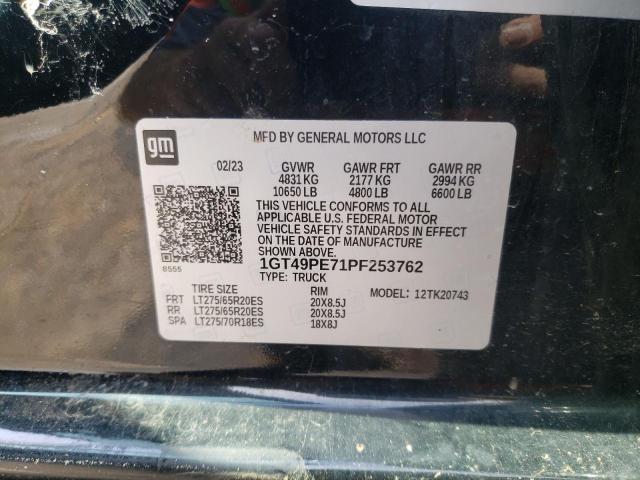 gm
MFD BY GENERAL MOTORS LLC
02/23 GVWR GAWR FRT GAWR RR
4831 KG 2177 KG 2994 KG
10650 LB 4800 LB 6600 LB
THIS VEHICLE CONFORMS TO ALL
APPLICABLE U.S. FEDERAL MOTOR
VEHICLE SAFETY STANDARDS IN EFFECT
ON THE DATE OF MANUFACTURE
SHOWN ABOVE.
8555 1GT49PE71PF253762
TYPE: TRUCK
TIRE SIZE RIM MODEL: 12TK20743
FRT LT275/65R20ES 20X8.5J
RR LT275/65R20ES 20X8.5J
SPA LT275/70R18ES 18X8J